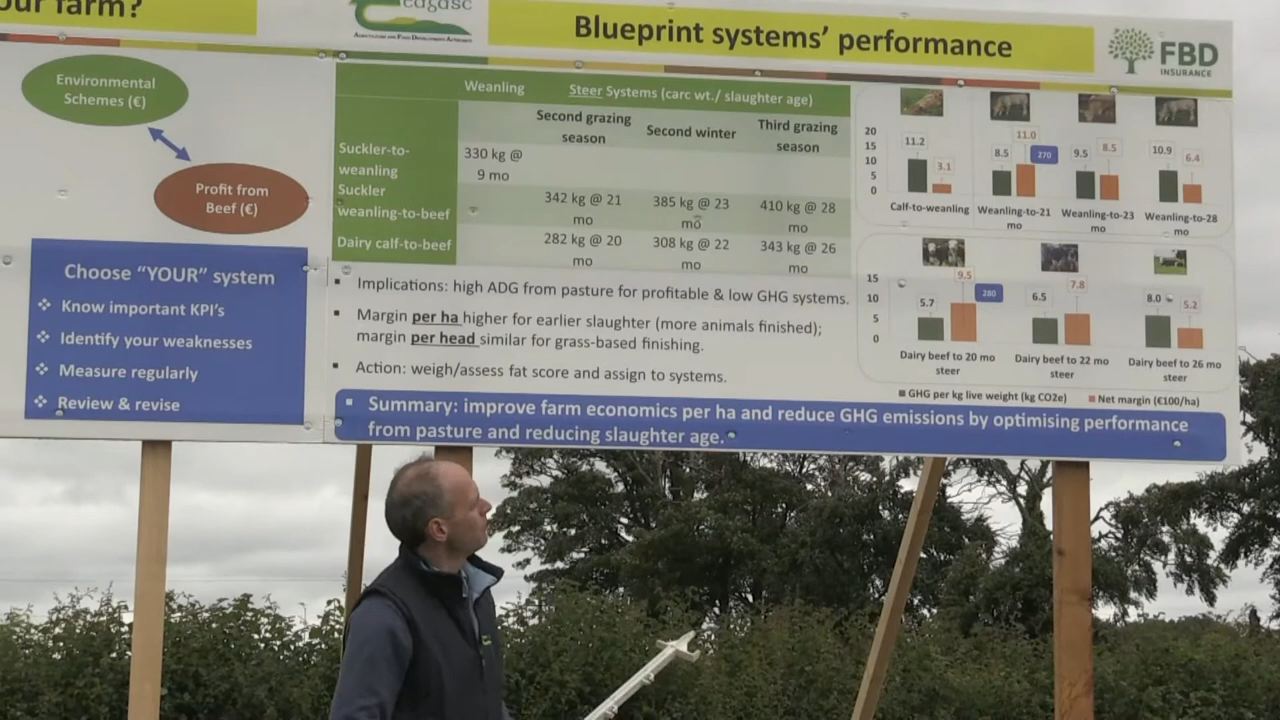 our farm?
Environmental
Schemes (€)
Profit from
Beef (€)
Choose “YOUR” system
❖ Know important KPI’s
❖ Identify your weaknesses
❖ Measure regularly
❖ Review & revise
eagasc
AGRICULTURE AND FOOD DEVELOPMENT AUTHORITY
Blueprint systems’ performance
FBD
INSURANCE
Weanling Steer Systems (carc wt./ slaughter age)
Second grazing season Second winter Third grazing season
Suckler-to-weanling 330 kg @ 9 mo
Suckler weanling-to-beef 342 kg @ 21 mo 385 kg @ 23 mo 410 kg @ 28 mo
Dairy calf-to-beef 282 kg @ 20 mo 308 kg @ 22 mo 343 kg @ 26 mo
▪ Implications: high ADG from pasture for profitable & low GHG systems.
▪ Margin per ha higher for earlier slaughter (more animals finished);
margin per head similar for grass-based finishing.
▪ Action: weigh/assess fat score and assign to systems.
▪ Summary: improve farm economics per ha and reduce GHG emissions by optimising performance
from pasture and reducing slaughter age.
20
15
10
5
0
11.2 3.1 8.5 11.0 270 9.5 8.5 10.9 6.4
Calf-to-weanling Weanling-to-21 mo Weanling-to-23 mo Weanling-to-28 mo
15
10
5
0
5.7 9.5 280 6.5 7.8 8.0 5.2
Dairy beef to 20 mo steer Dairy beef to 22 mo steer Dairy beef to 26 mo steer
GHG per kg live weight (kg CO2e) Net margin (€100/ha)